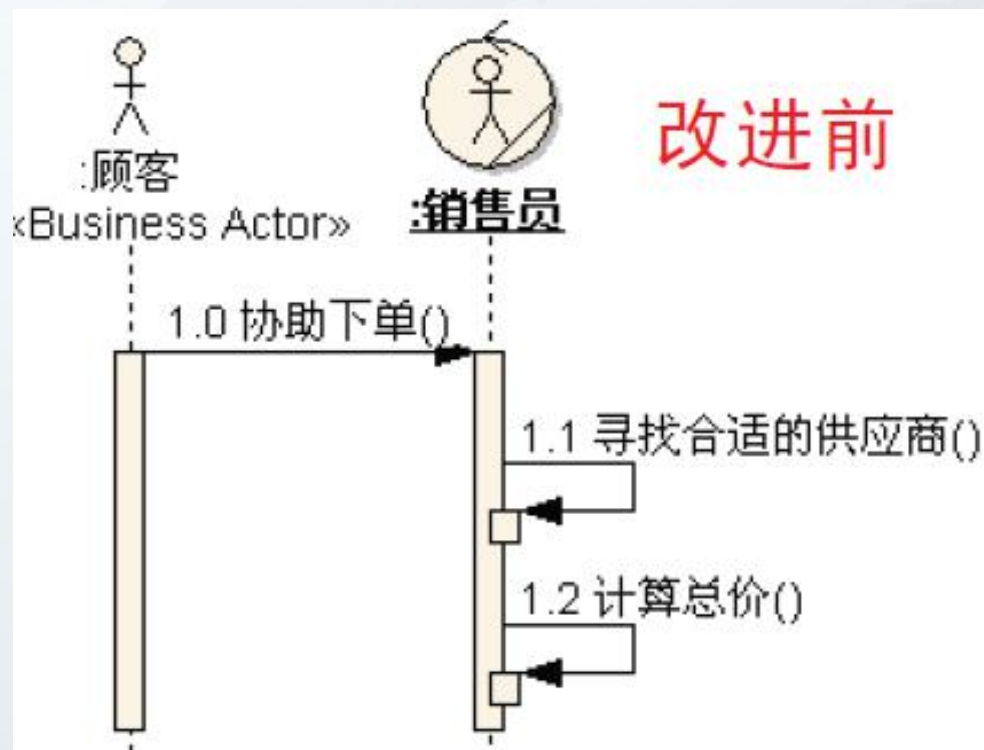 改进前
:顾客
«Business Actor»
:销售员
1.0 协助下单()
1.1 寻找合适的供应商()
1.2 计算总价()